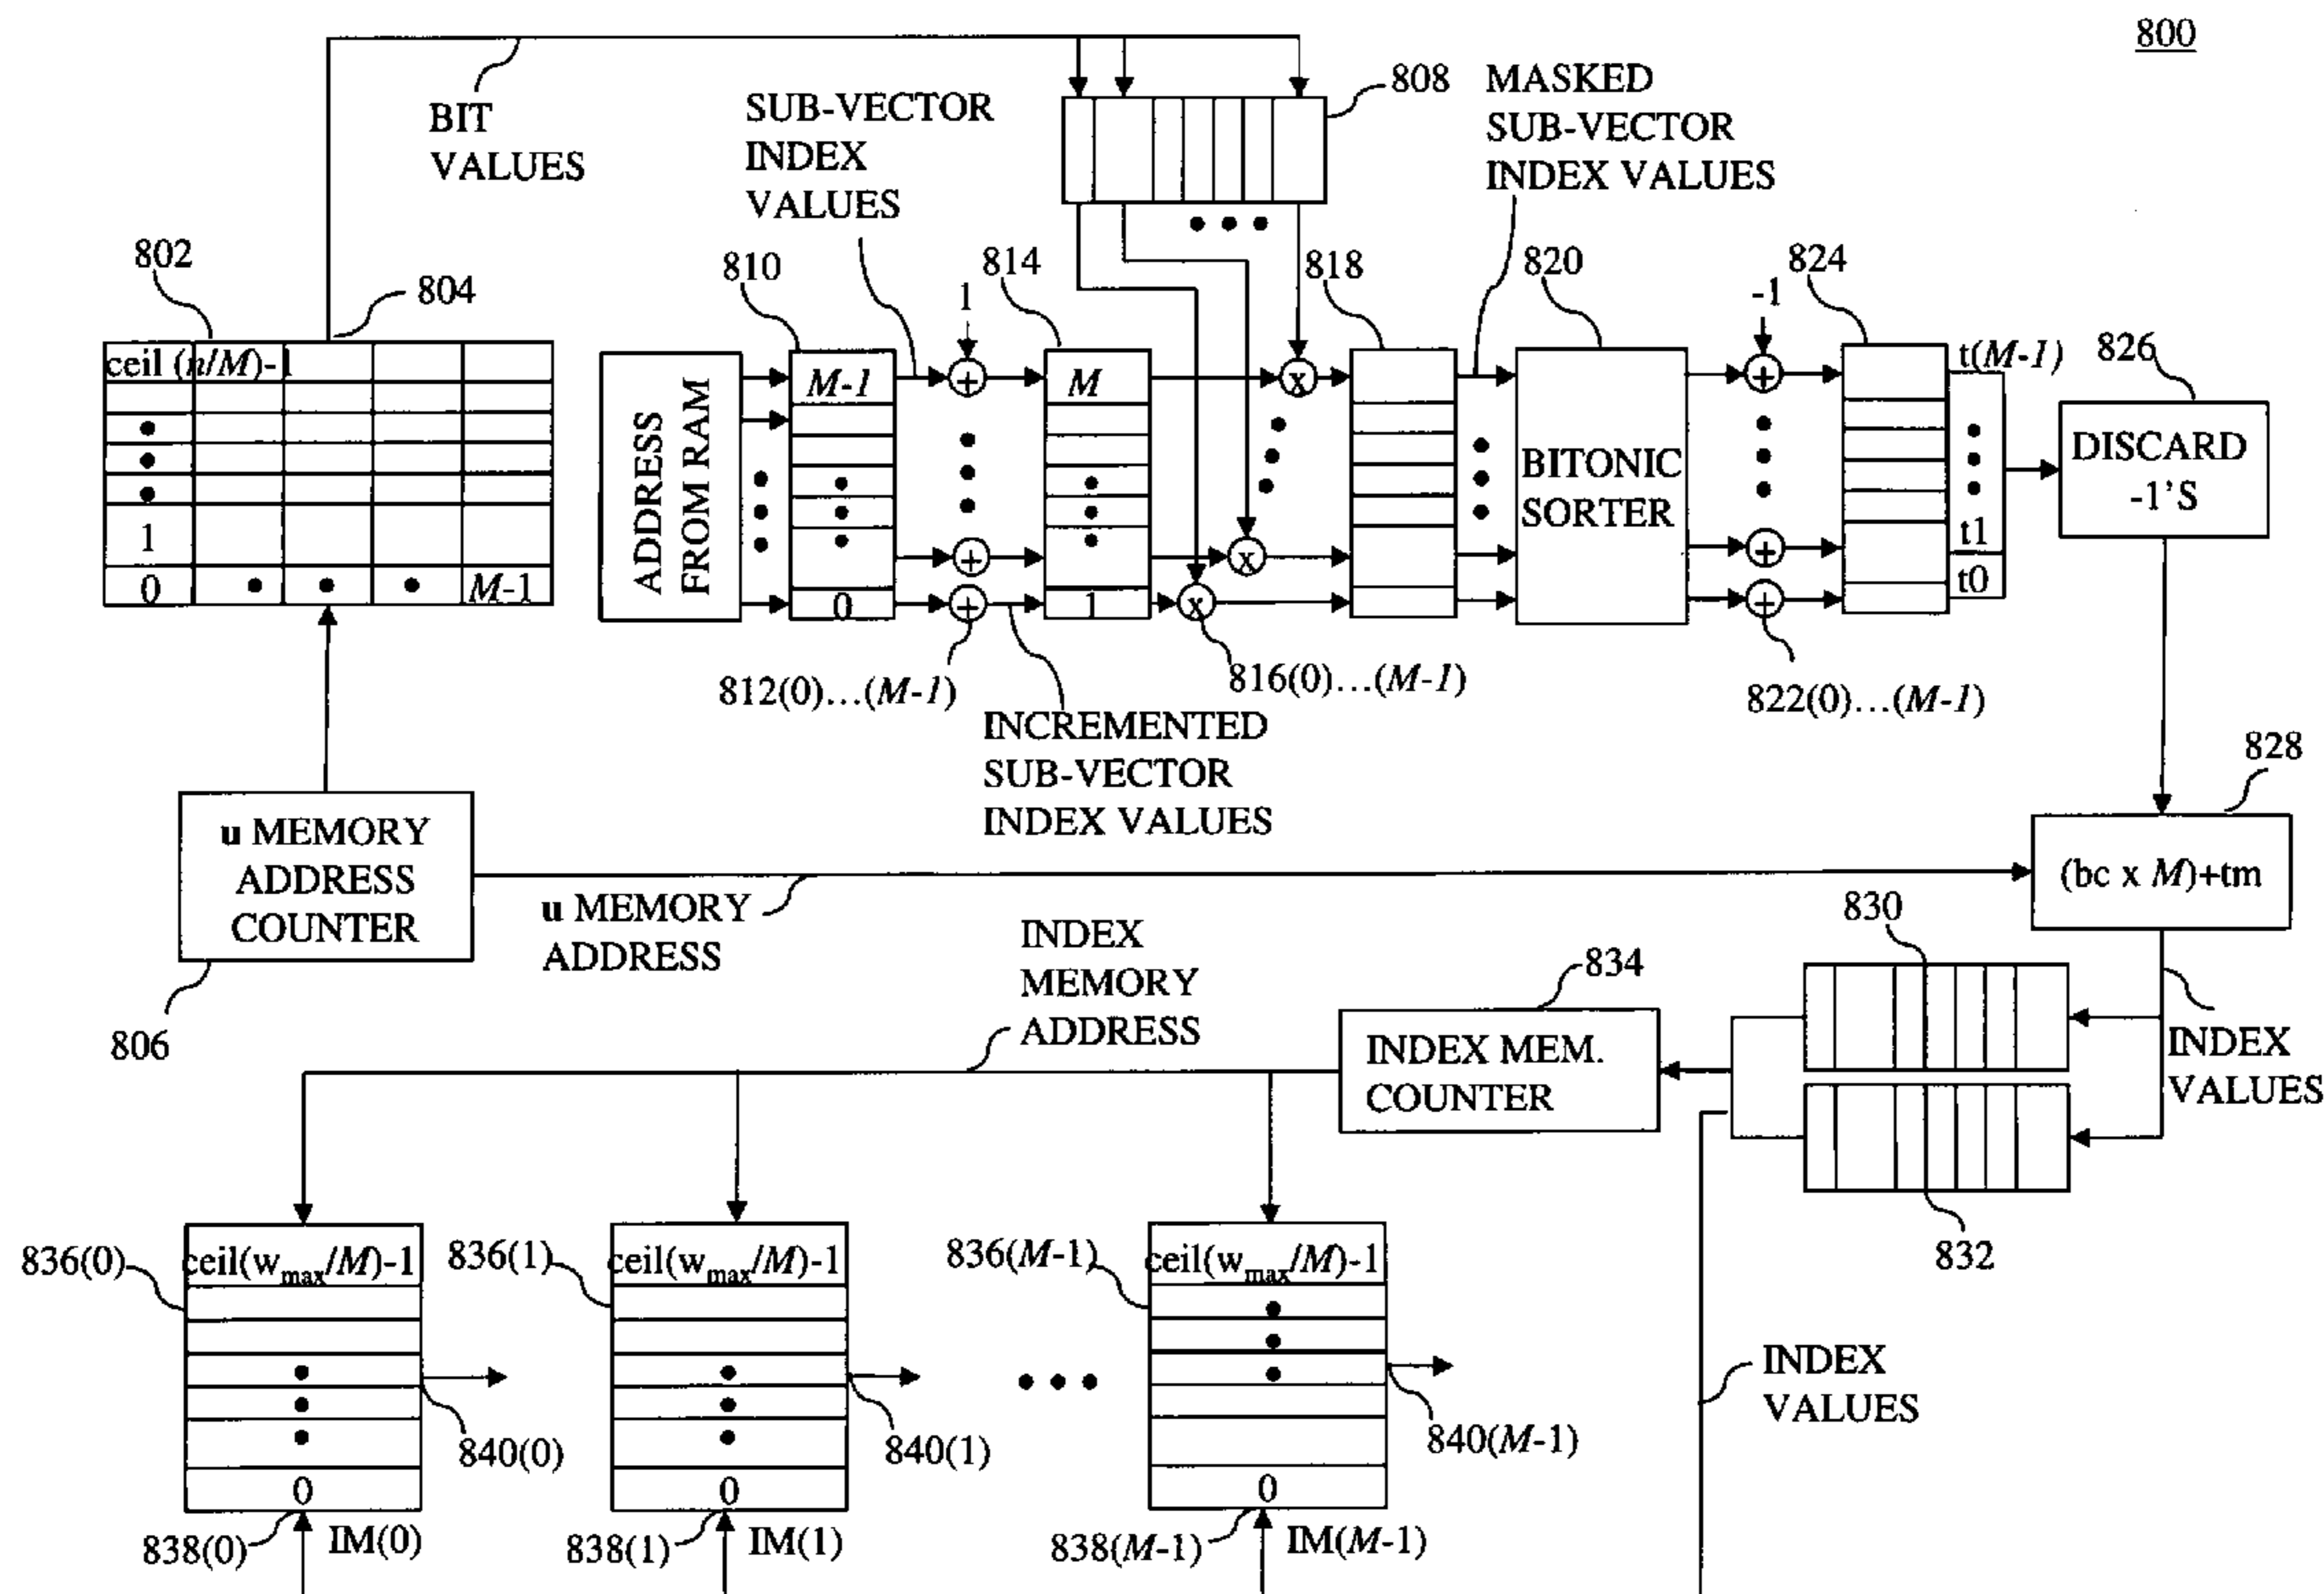 800
808
MASKED
SUB-VECTOR
INDEX VALUES
SUB-VECTOR
INDEX
VALUES
BIT
VALUES
802
804
810
1
814
818
820
-1
824
826
ceil (n/M)-1
1
0
M-1
ADDRESS
FROM RAM
M-1
0
+
+
+
M
1
x
x
x
BITONIC
SORTER
+
+
+
t(M-1)
t1
t0
DISCARD
-1'S
812(0)...(M-1)
816(0)...(M-1)
822(0)...(M-1)
INCREMENTED
SUB-VECTOR
INDEX VALUES
828
u MEMORY
ADDRESS
COUNTER
806
u MEMORY
ADDRESS
(bc x M)+tm
830
INDEX
MEMORY
ADDRESS
834
INDEX MEM.
COUNTER
INDEX
VALUES
832
836(0)
ceil(wmax/M)-1
0
836(1)
ceil(wmax/M)-1
0
836(M-1)
ceil(wmax/M)-1
0
INDEX
VALUES
840(0)
840(1)
840(M-1)
838(0)
IM(0)
838(1)
IM(1)
838(M-1)
IM(M-1)